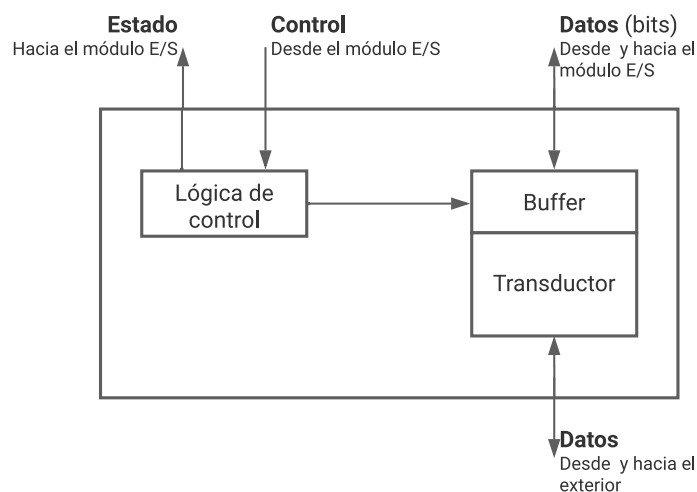 Estado
Hacia el módulo E/S
Control
Desde el módulo E/S
Datos (bits)
Desde y hacia el
módulo E/S
Lógica de
control
Buffer
Transductor
Datos
Desde y hacia el
exterior